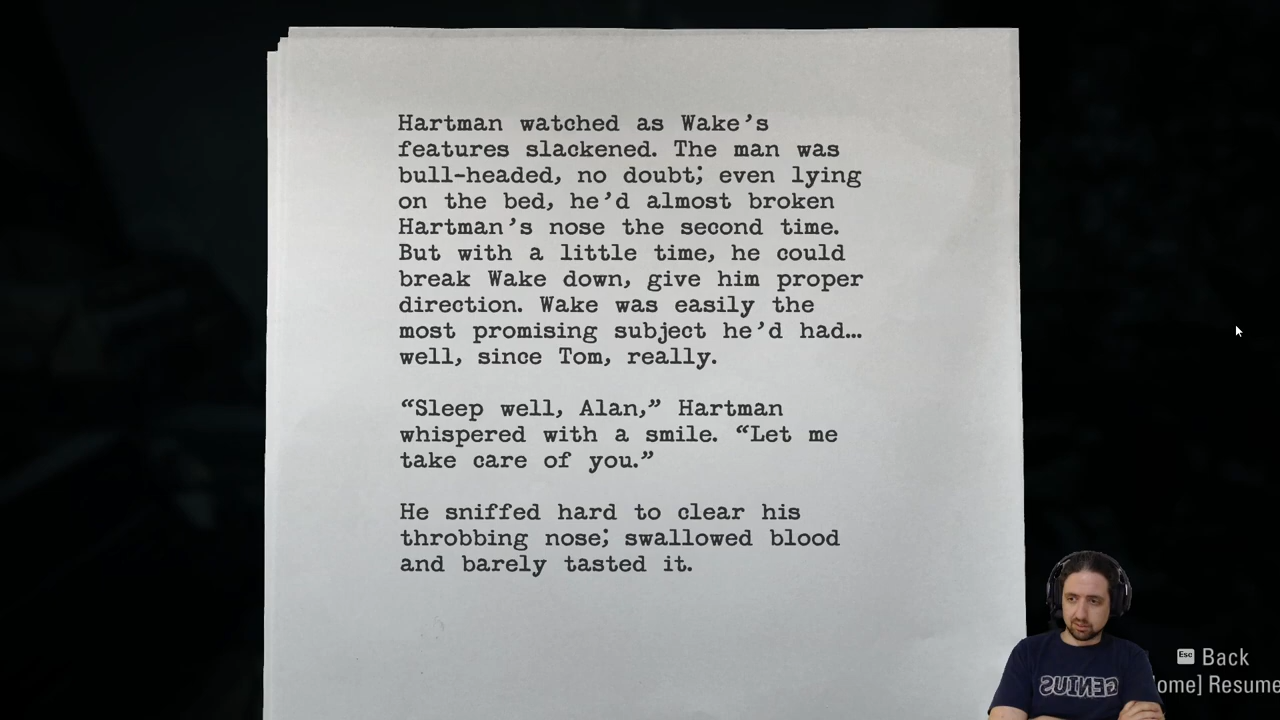 Hartman watched as Wake's
features slackened. The man was
bull-headed, no doubt; even lying
on the bed, he'd almost broken
Hartman's nose the second time.
But with a little time, he could
break Wake down, give him proper
direction. Wake was easily the
most promising subject he'd had…
well, since Tom, really.
“Sleep well, Alan,” Hartman
whispered with a smile. “Let me
take care of you.”
He sniffed hard to clear his
throbbing nose; swallowed blood
and barely tasted it.
GENIUS
Esc Back
ome] Resume